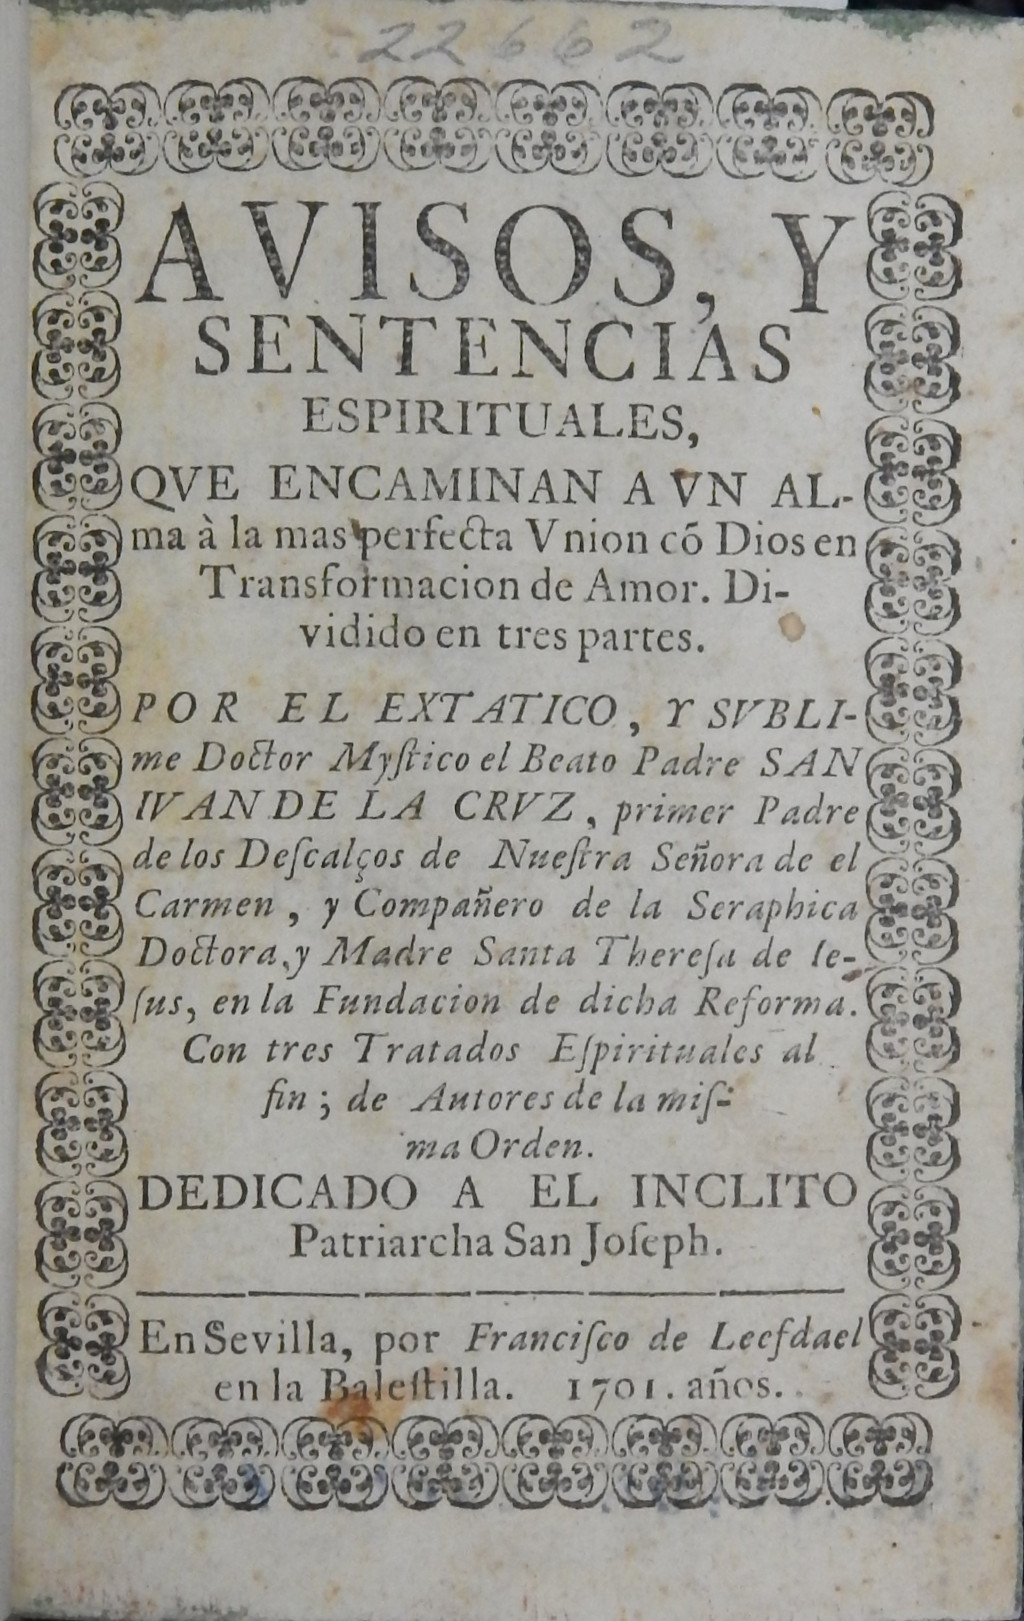 22662
AVISOS, Y
SENTENCIAS
ESPIRITUALES,
QVE ENCAMINAN A VN AL-
ma à la mas perfecta Vnion cõ Dios en
Transformacion de Amor. Di-
vidido en tres partes.
POR EL EXTATICO, Y SVBLI-
me Doctor Myſtico el Beato Padre SAN
IVAN DE LA CRVZ, primer Padre
de los Deſcalços de Nueſtra Señora de el
Carmen, y Compañero de la Seraphica
Doctora, y Madre Santa Thereſa de Ie-
ſus, en la Fundacion de dicha Reforma.
Con tres Tratados Eſpirituales al
fin; de Autores de la miſ-
ma Orden.
DEDICADO A EL INCLITO
Patriarcha San Joſeph.
En Sevilla, por Franciſco de Leefdael
en la Baleſtilla. 1701. años.